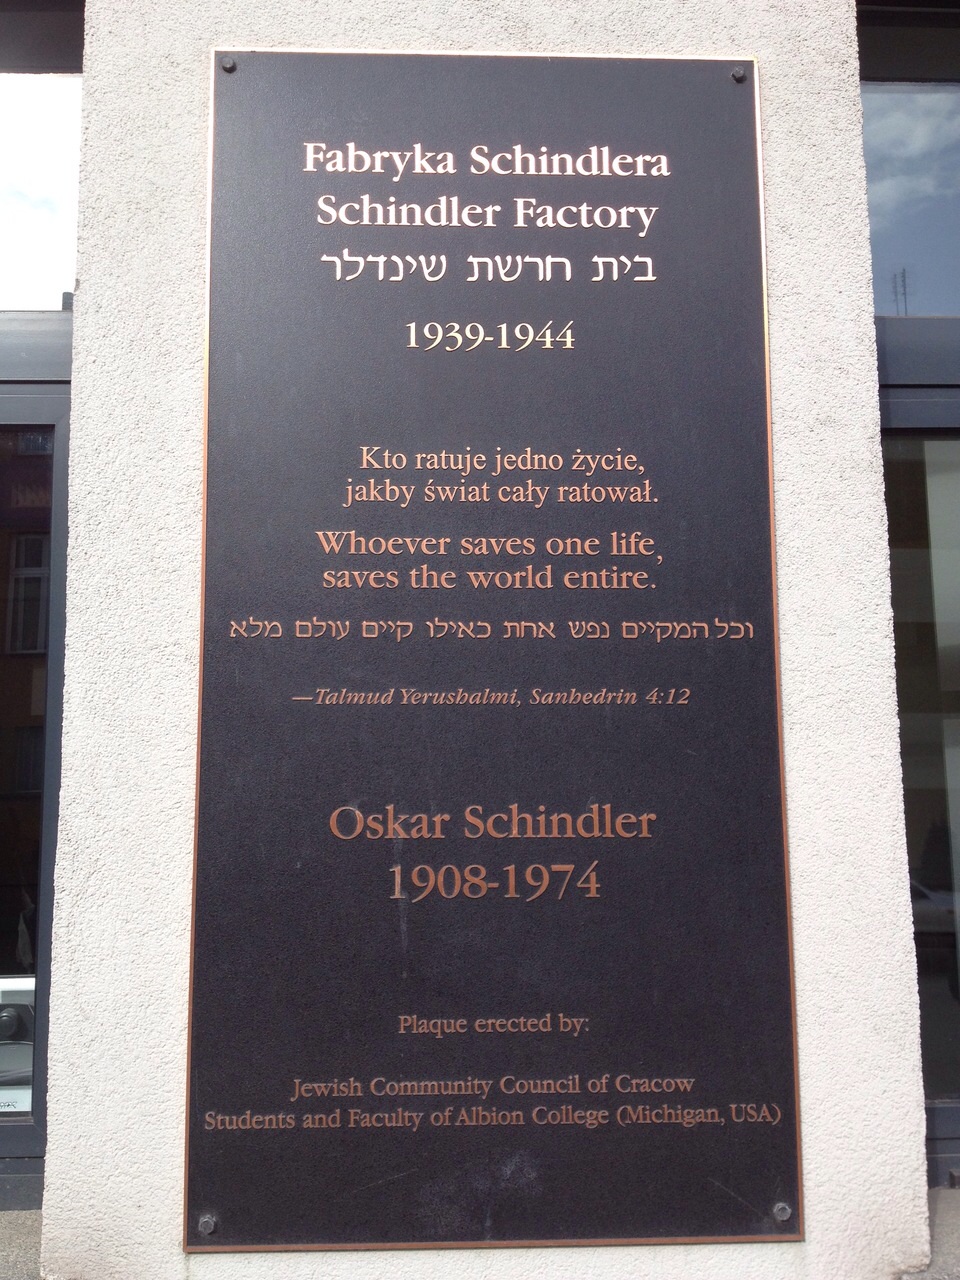 Fabryka Schindlera
Schindler Factory
בית חרשת שינדלר
1939-1944
Kto ratuje jedno życie,
jakby świat cały ratował.
Whoever saves one life,
saves the world entire.
וכל המקיים נפש אחת כאילו קיים עולם מלא
—Talmud Yerushalmi, Sanhedrin 4:12
Oskar Schindler
1908-1974
Plaque erected by:
Jewish Community Council of Cracow
Students and Faculty of Albion College (Michigan, USA)